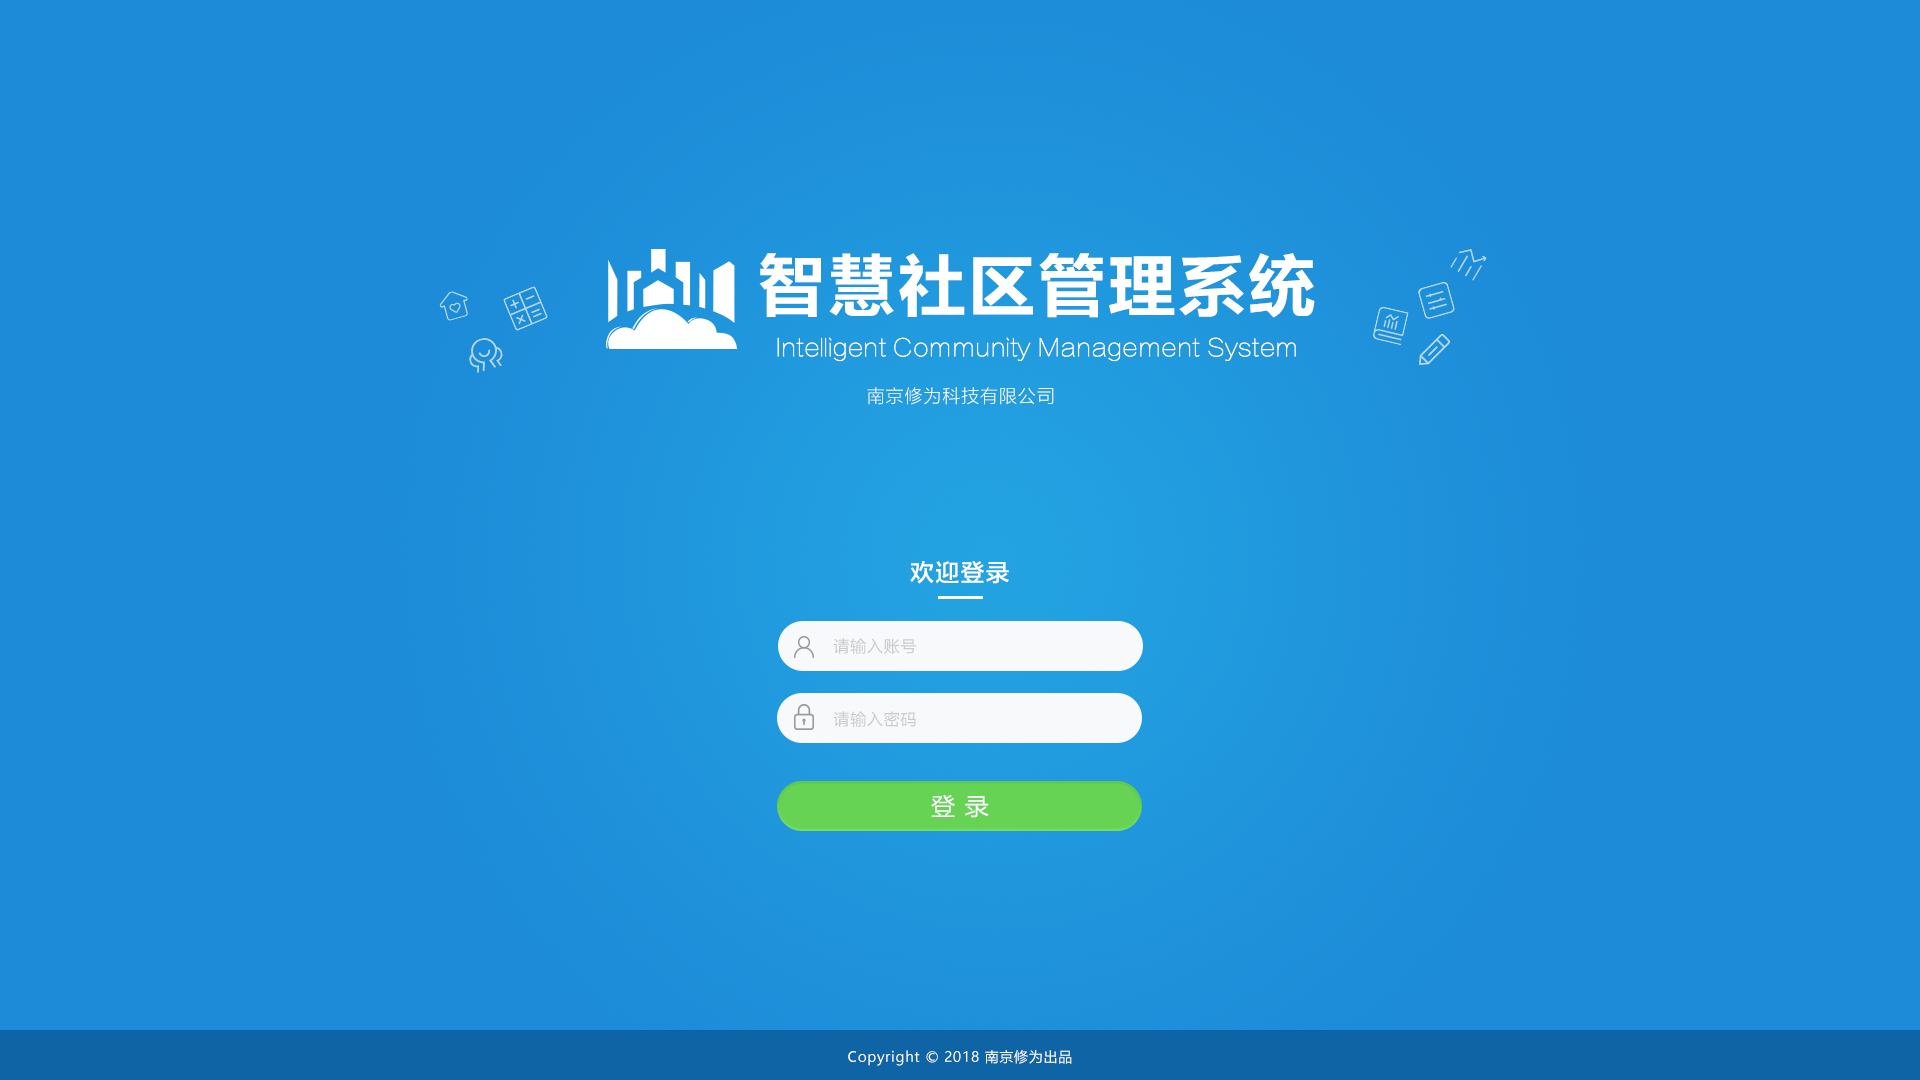 智慧社区管理系统
Intelligent Community Management System
南京修为科技有限公司
欢迎登录
请输入账号
请输入密码
登 录
Copyright © 2018 南京修为出品